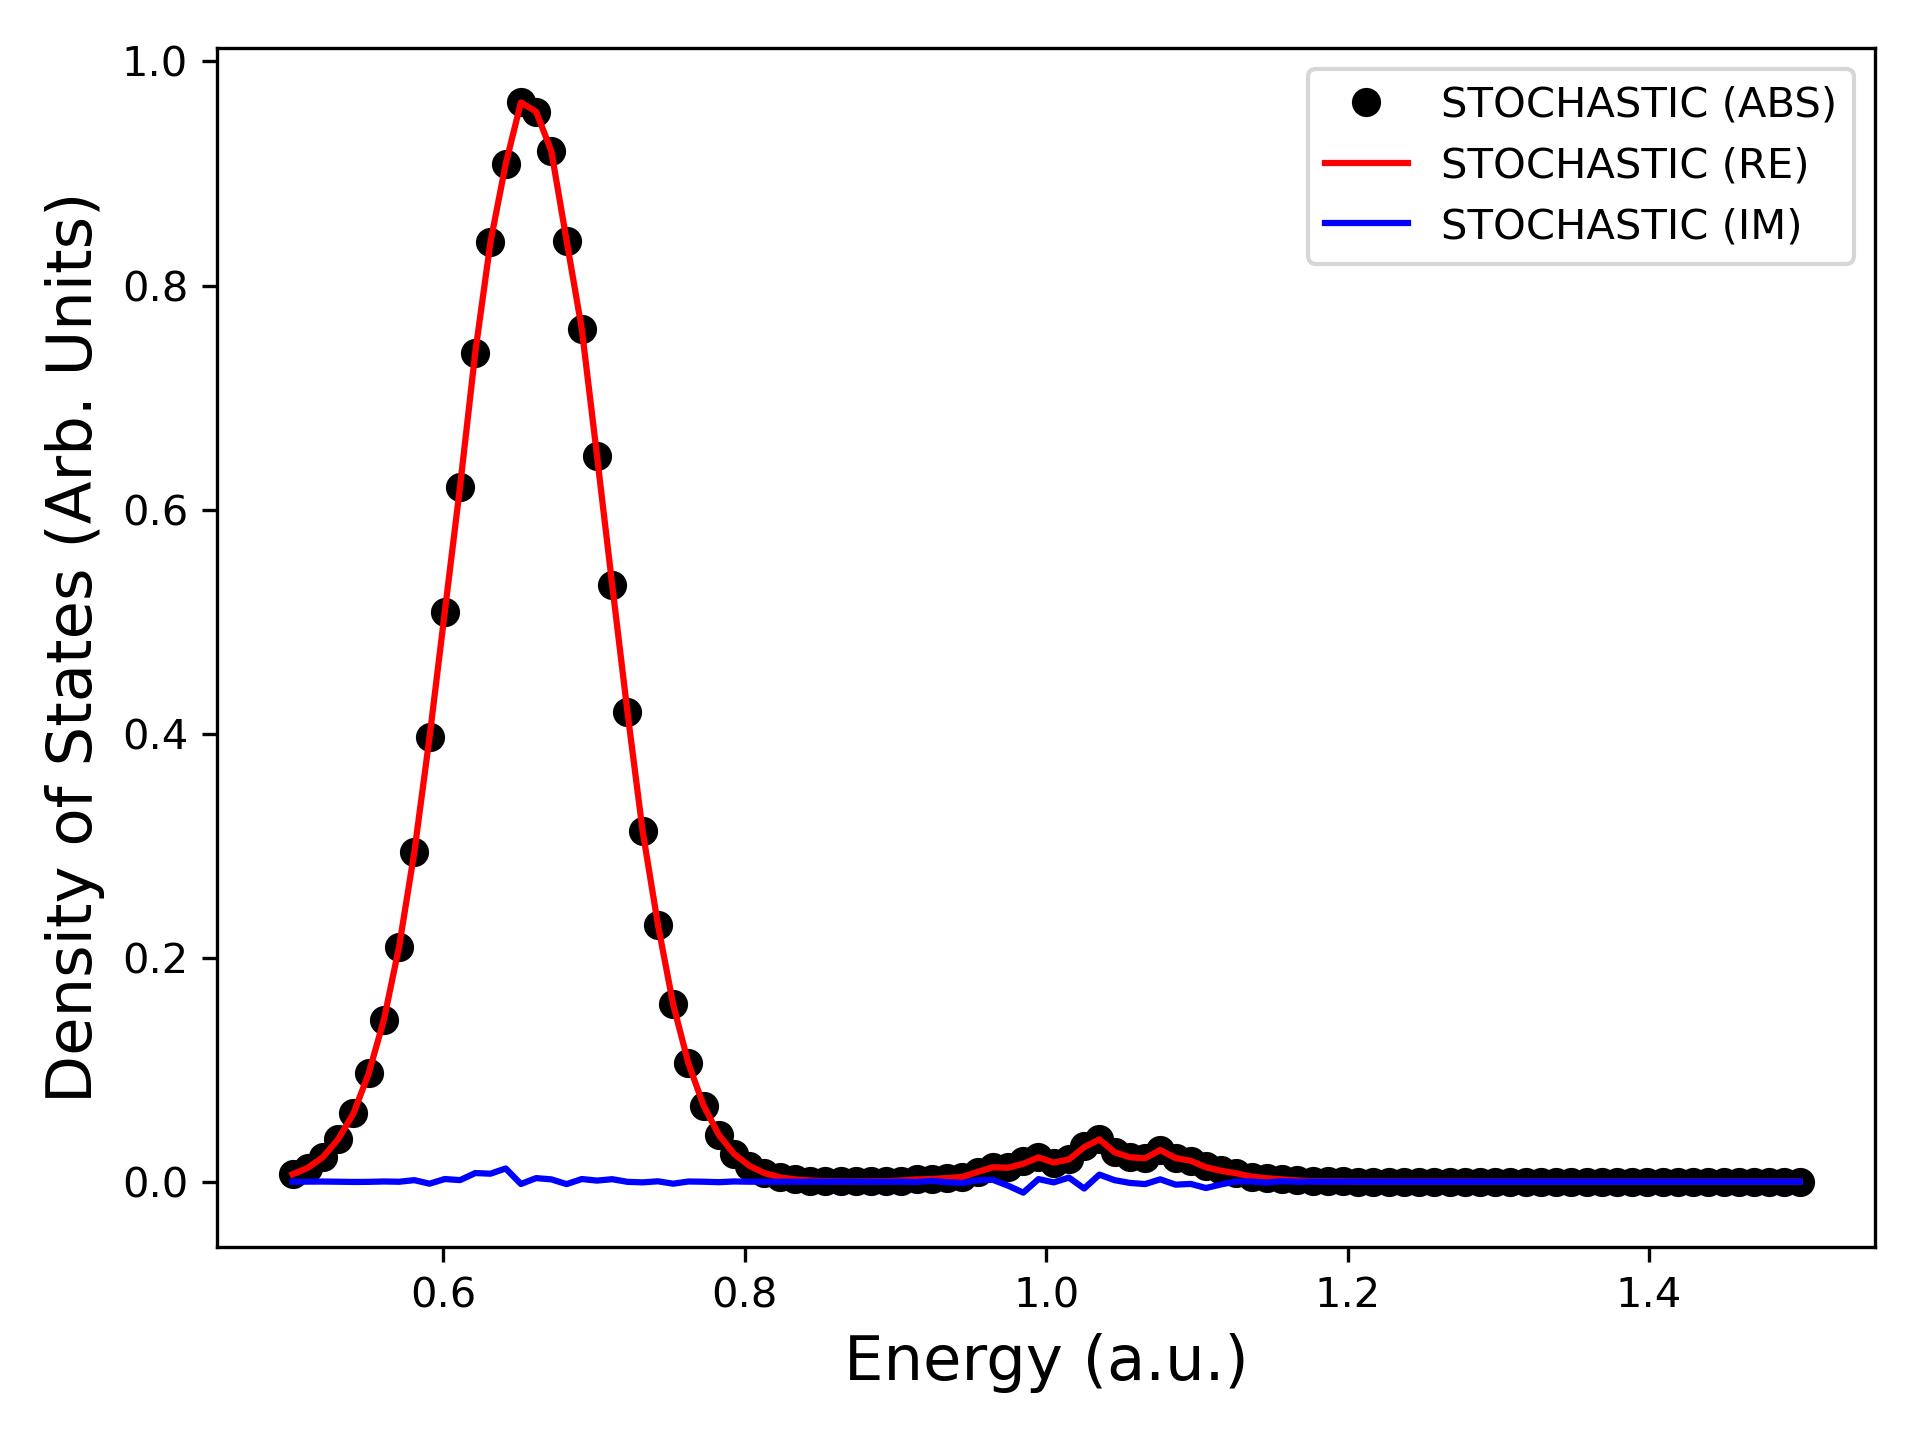 1.0
0.8
0.6
0.4
0.2
0.0
Density of States (Arb. Units)
STOCHASTIC (ABS)
STOCHASTIC (RE)
STOCHASTIC (IM)
0.6 0.8 1.0 1.2 1.4
Energy (a.u.)